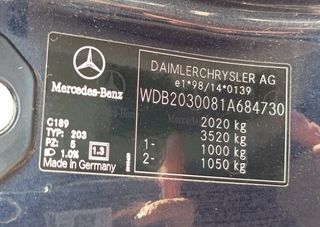 DAIMLERCHRYSLER AG
e1*98/14*0139
Mercedes-Benz
WDB2030081A684730
2020 kg
C189
3520 kg
TYP: 203
1- 1000 kg
PZ: 5
2- 1050 kg
1.0% 1.3
Made in Germany